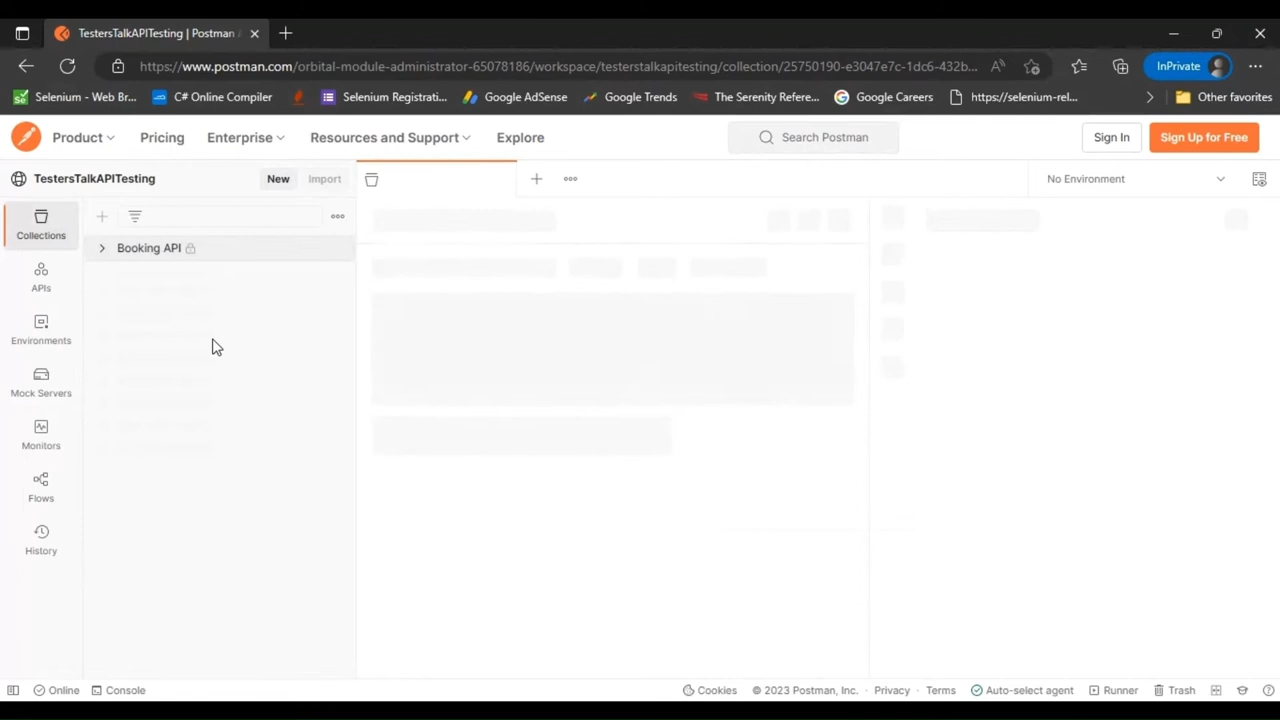 TestersTalkAPITesting | Postman A
https://www.postman.com/orbital-module-administrator-65078186/workspace/testerstalkapitesting/collection/25750190-e3047e7c-1dc6-432b...
InPrivate
Selenium - Web Br...
C# Online Compiler
Selenium Registrati...
Google AdSense
Google Trends
The Serenity Refere...
Google Careers
https://selenium-rel...
Other favorites
Product
Pricing
Enterprise
Resources and Support
Explore
Search Postman
Sign In
Sign Up for Free
TestersTalkAPITesting
New
Import
No Environment
Collections
Booking API
APIs
Environments
Mock Servers
Monitors
Flows
History
Online
Console
Cookies
© 2023 Postman, Inc.
Privacy
Terms
Auto-select agent
Runner
Trash